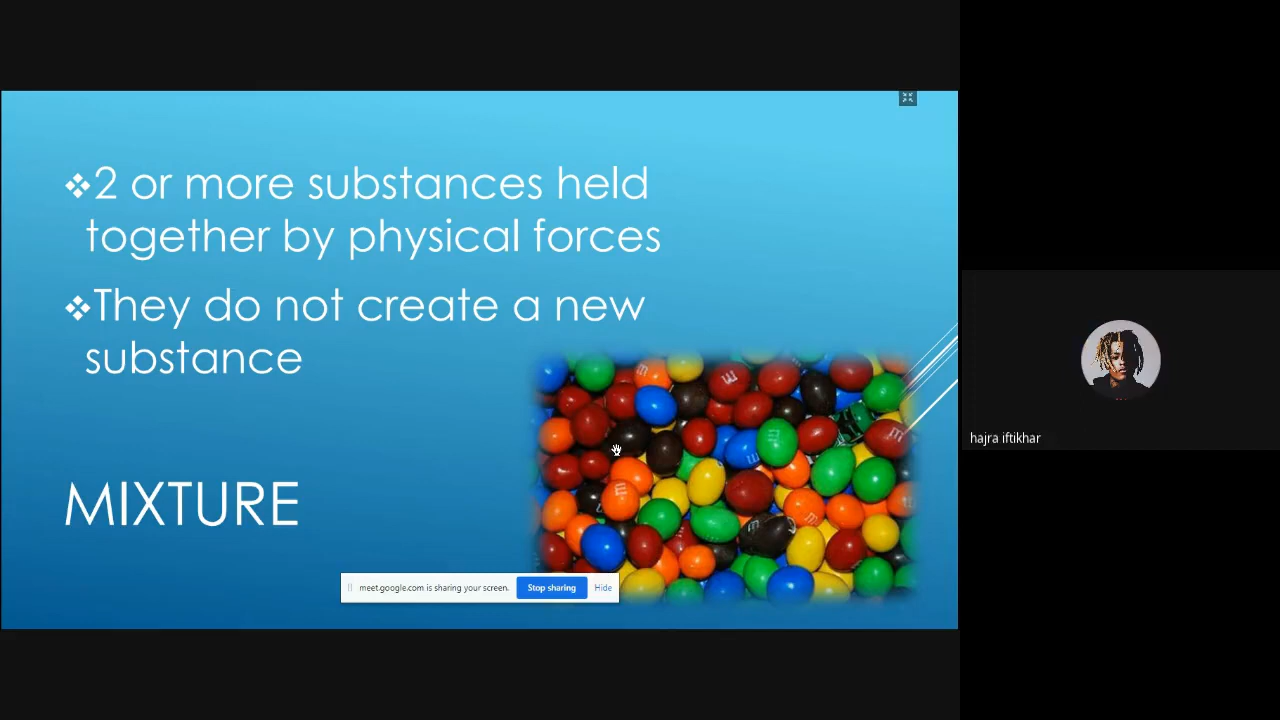 ❖2 or more substances held
together by physical forces
❖They do not create a new
substance
MIXTURE
meet.google.com is sharing your screen. Stop sharing Hide
hajra iftikhar